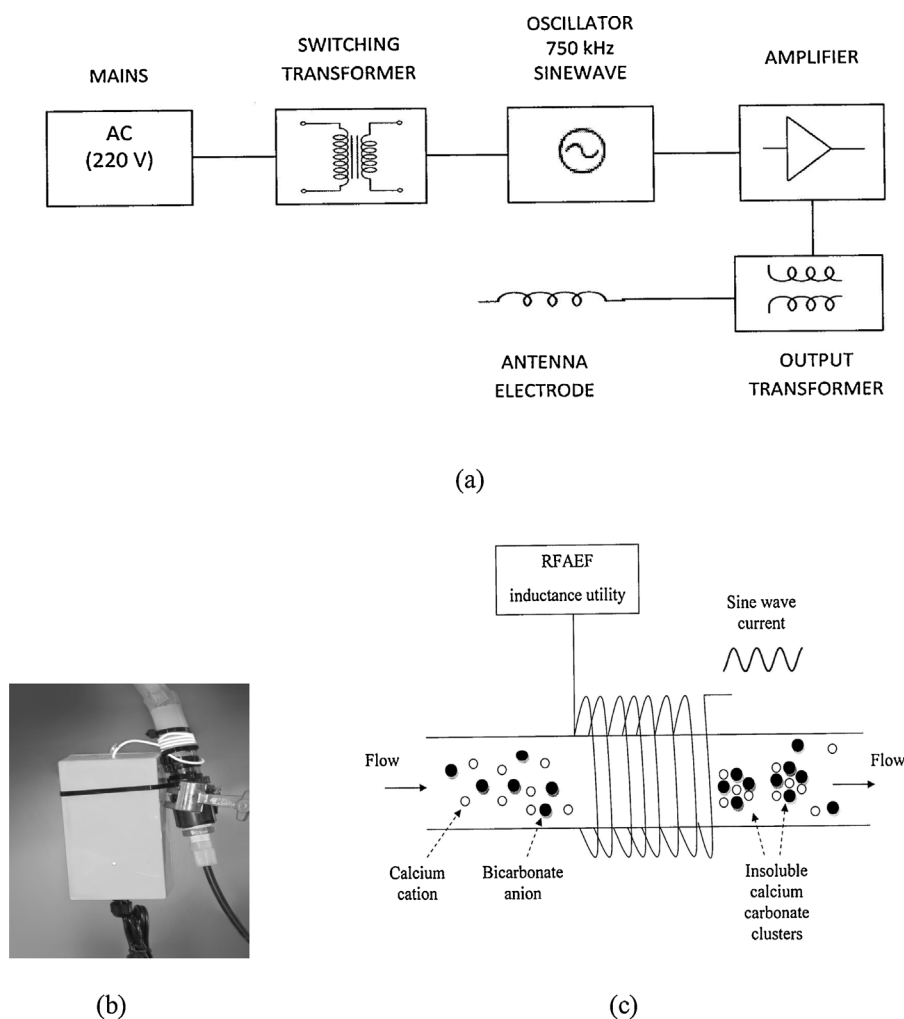 MAINS
AC
(220 V)
SWITCHING
TRANSFORMER
OSCILLATOR
750 kHz
SINEWAVE
AMPLIFIER
ANTENNA
ELECTRODE
OUTPUT
TRANSFORMER
(a)
(b)
RFAEF
inductance utility
Sine wave
current
Flow
Flow
Calcium
cation
Bicarbonate
anion
Insoluble
calcium
carbonate
clusters
(c)